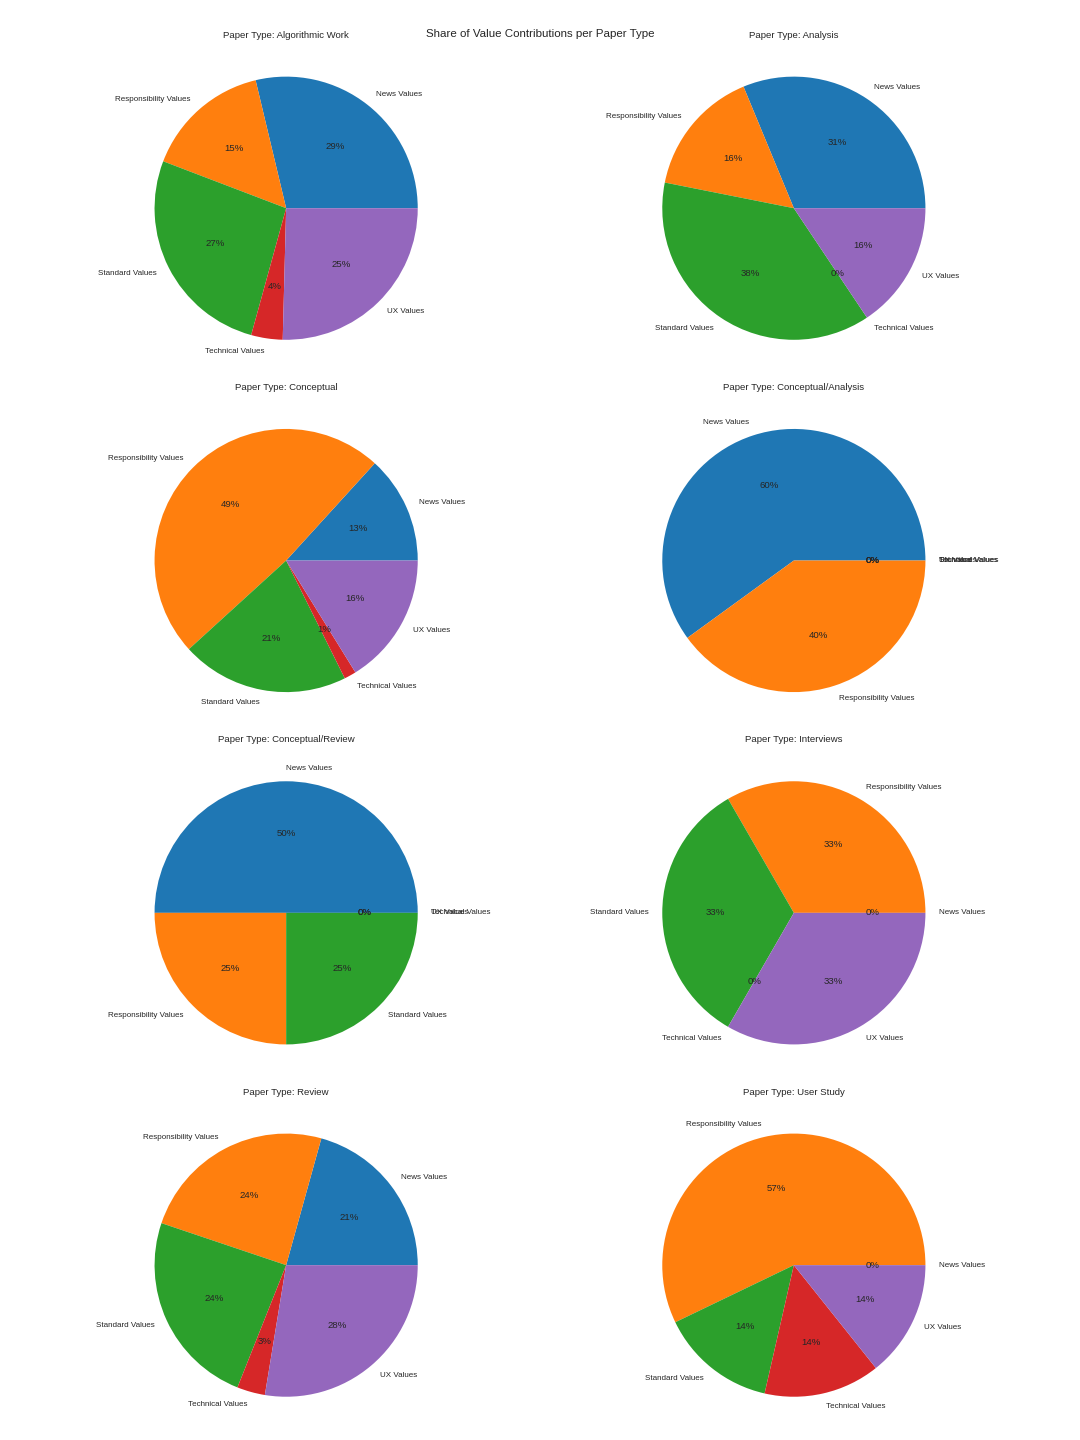 Share of Value Contributions per Paper Type
Paper Type: Algorithmic Work
News Values
Responsibility Values
29%
15%
27%
25%
Standard Values
4%
UX Values
Technical Values
Paper Type: Analysis
News Values
Responsibility Values
31%
16%
16%
38%
0%
UX Values
Standard Values
Technical Values
Paper Type: Conceptual
Responsibility Values
News Values
49%
13%
16%
1%
21%
UX Values
Technical Values
Standard Values
Paper Type: Conceptual/Analysis
News Values
60%
0%
40%
Responsibility Values
Paper Type: Conceptual/Review
News Values
50%
0%
25%
25%
Responsibility Values
Standard Values
Paper Type: Interviews
Responsibility Values
33%
Standard Values
33%
0%
News Values
0%
33%
Technical Values
UX Values
Paper Type: Review
Responsibility Values
News Values
24%
21%
24%
Standard Values
3%
28%
UX Values
Technical Values
Paper Type: User Study
Responsibility Values
57%
0%
News Values
14%
14%
14%
UX Values
Standard Values
Technical Values